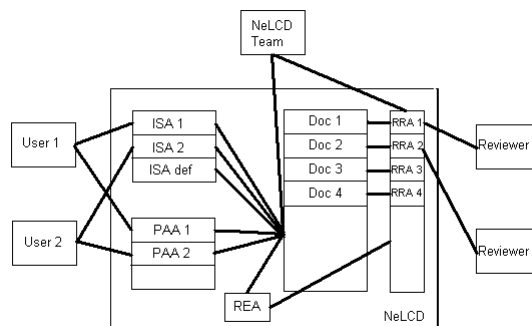 NeLCD
Team
User 1
User 2
ISA 1
ISA 2
ISA def
PAA 1
PAA 2
Doc 1
Doc 2
Doc 3
Doc 4
RRA 1
RRA 2
RRA 3
RRA 4
Reviewer
Reviewer
REA
NeLCD